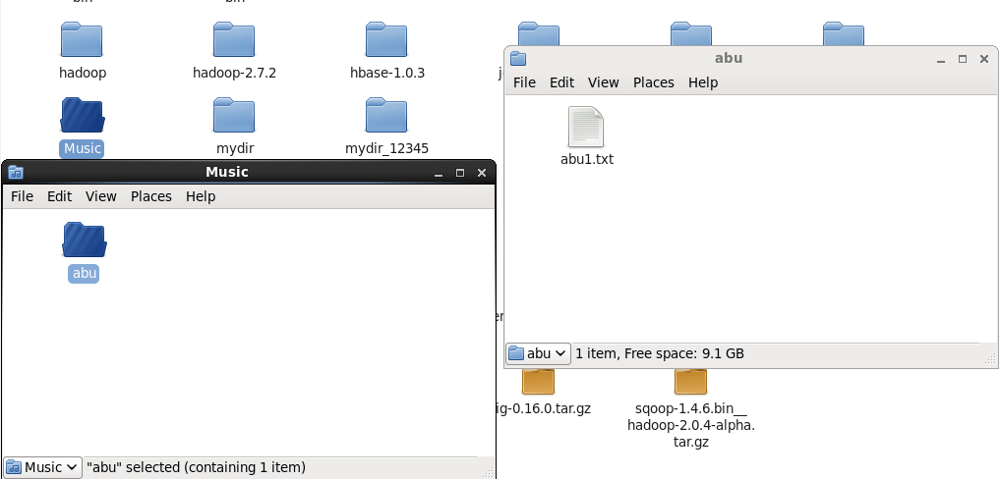 bin
bin
hadoop
hadoop-2.7.2
hbase-1.0.3
Music
mydir
mydir_12345
abu
File Edit View Places Help
abu1.txt
abu 1 item, Free space: 9.1 GB
Music
File Edit View Places Help
abu
Music "abu" selected (containing 1 item)
ig-0.16.0.tar.gz
sqoop-1.4.6.bin__
hadoop-2.0.4-alpha.
tar.gz